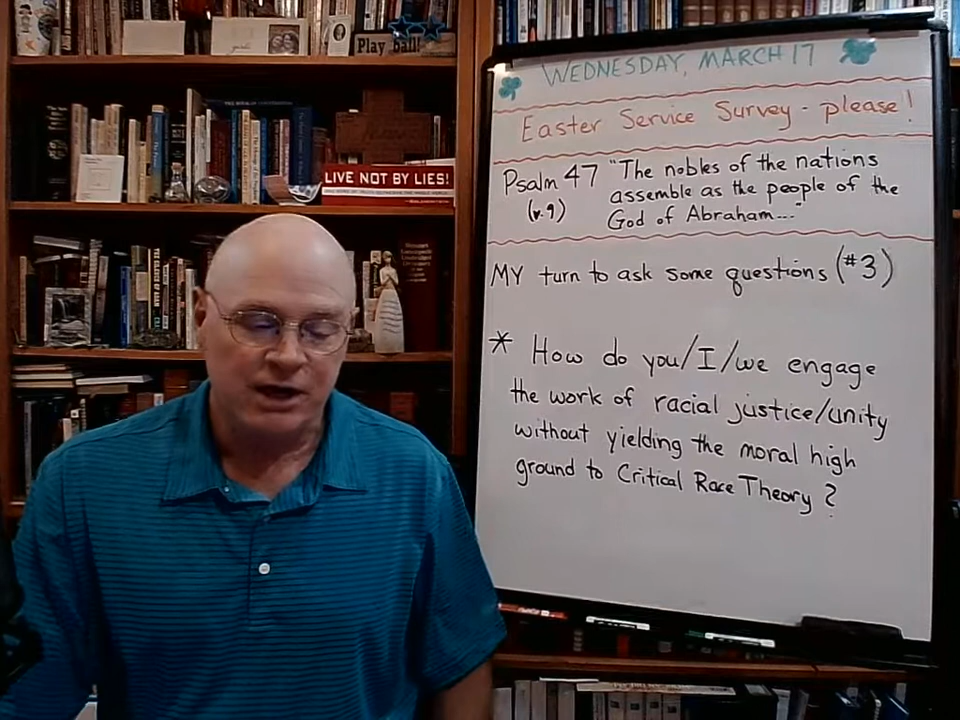 Play ball!
LIVE NOT BY LIES!
WEDNESDAY, MARCH 17
Easter Service Survey - please!
Psalm 47 "The nobles of the nations
(v.9) assemble as the people of the
God of Abraham..."
MY turn to ask some questions (#3)
* How do you/I/we engage
the work of racial justice/unity
without yielding the moral high
ground to Critical Race Theory?